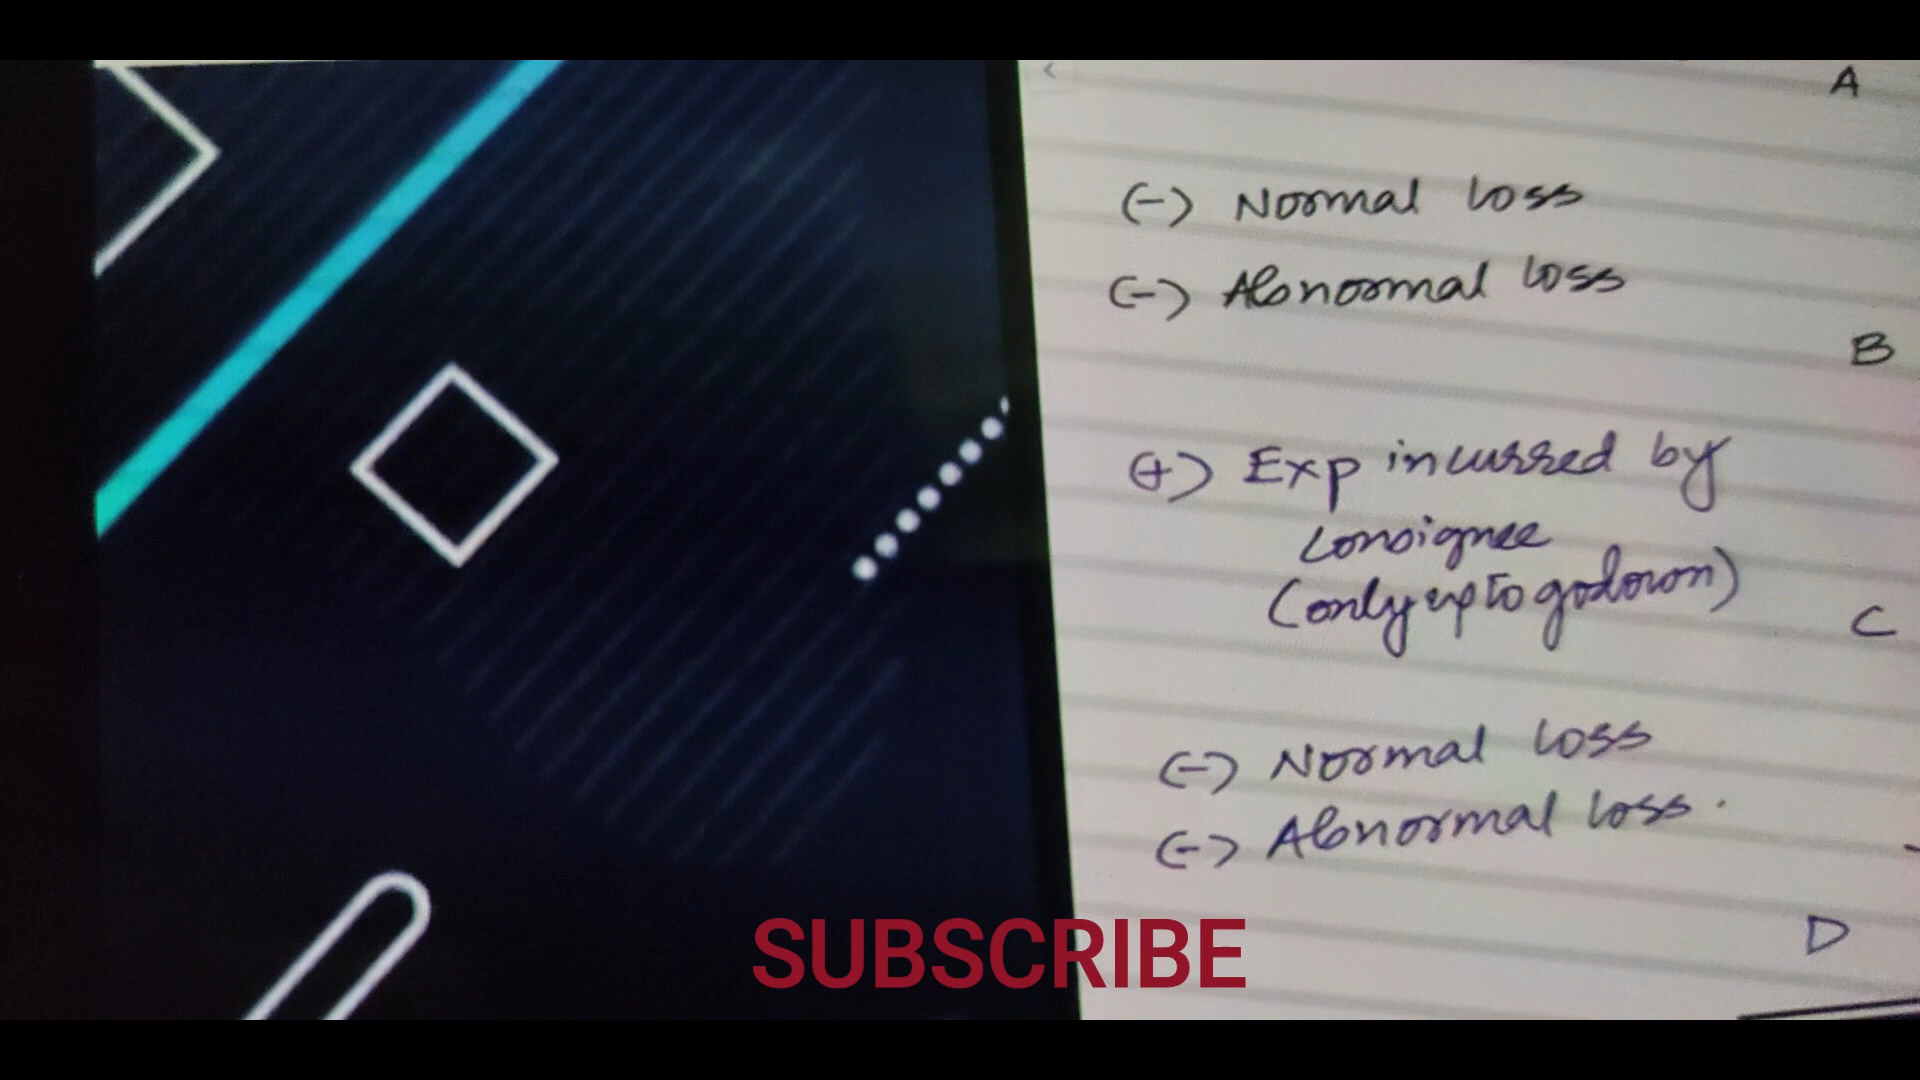 A
(-) Normal loss
(-) Abnormal loss
B
(+) Exp incurred by
consignee
(only upto godown)
C
(-) Normal loss
(-) Abnormal loss.
D
SUBSCRIBE